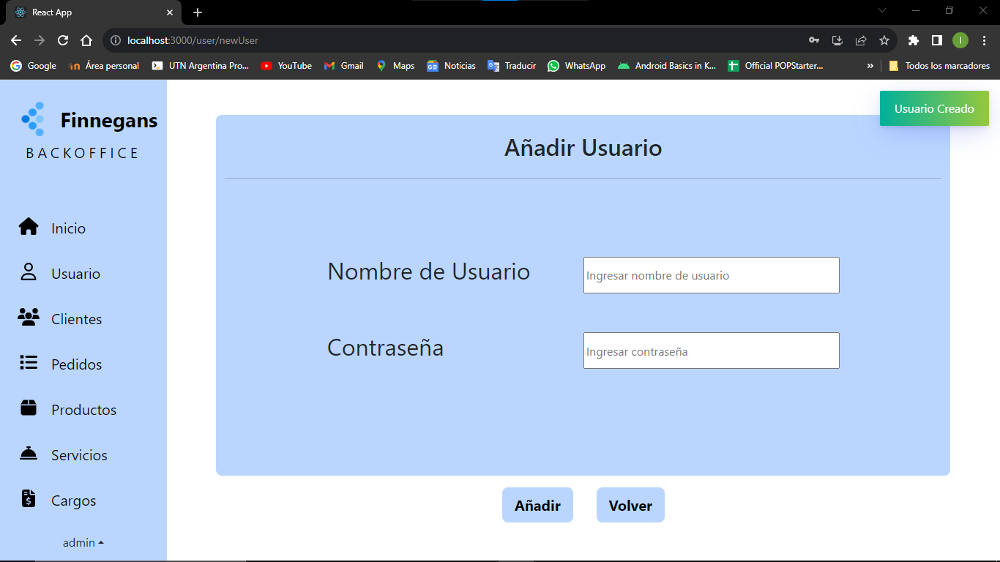 React App
localhost:3000/user/newUser
I
Google
Área personal
UTN Argentina Pro...
YouTube
Gmail
Maps
Noticias
Traducir
WhatsApp
Android Basics in K...
Official POPStarter...
»
Todos los marcadores
Finnegans
BACKOFFICE
Inicio
Usuario
Clientes
Pedidos
Productos
Servicios
Cargos
admin
Usuario Creado
Añadir Usuario
Nombre de Usuario
Ingresar nombre de usuario
Contraseña
Ingresar contraseña
Añadir
Volver